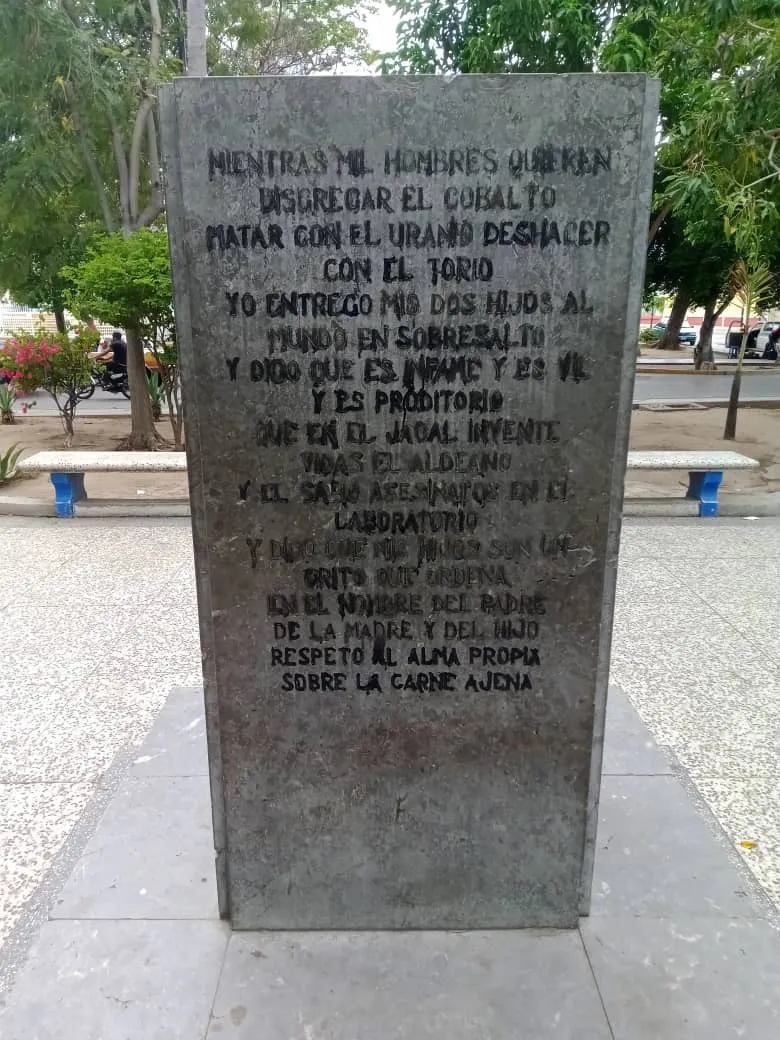 MIENTRAS MIL HOMBRES QUIEREN
DISGREGAR EL COBALTO
MATAR CON EL URANIO DESHACER
CON EL TORIO
YO ENTREGO MIS DOS HIJOS AL
MUNDO EN SOBRESALTO
Y DIGO QUE ES INFAME Y ES VIL
Y ES PRODITORIO
QUE EN EL JACAL INVENTE
VIDAS EL ALDEANO
Y EL SABIO ASESINATOS EN EL
LABORATORIO
Y DIGO QUE MIS HIJOS SON UN
GRITO QUE ORDENA
EN EL NOMBRE DEL PADRE
DE LA MADRE Y DEL HIJO
RESPETO AL ALMA PROPIA
SOBRE LA CARNE AJENA